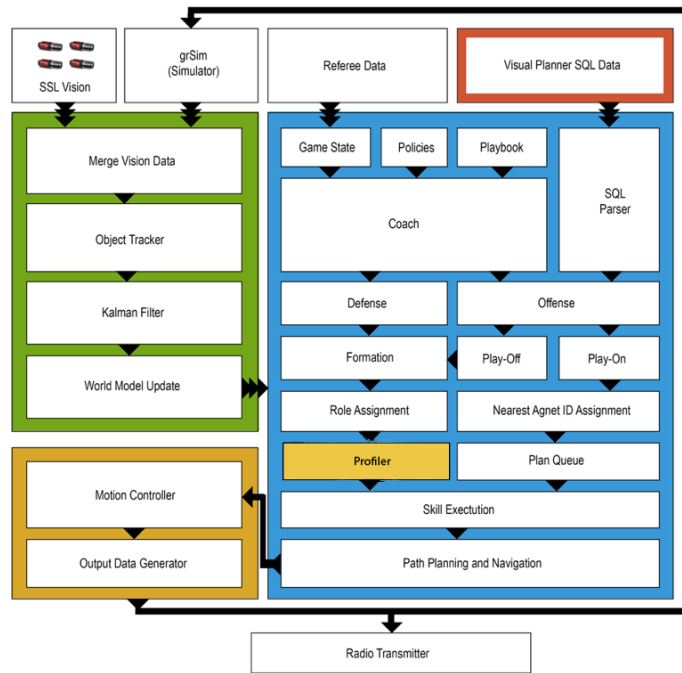 SSL Vision
grSim
(Simulator)
Referee Data
Visual Planner SQL Data
Merge Vision Data
Object Tracker
Kalman Filter
World Model Update
Game State
Policies
Playbook
SQL
Parser
Coach
Defense
Offense
Formation
Play-Off
Play-On
Role Assignment
Nearest Agnet ID Assignment
Profiler
Plan Queue
Skill Exectution
Path Planning and Navigation
Motion Controller
Output Data Generator
Radio Transmitter